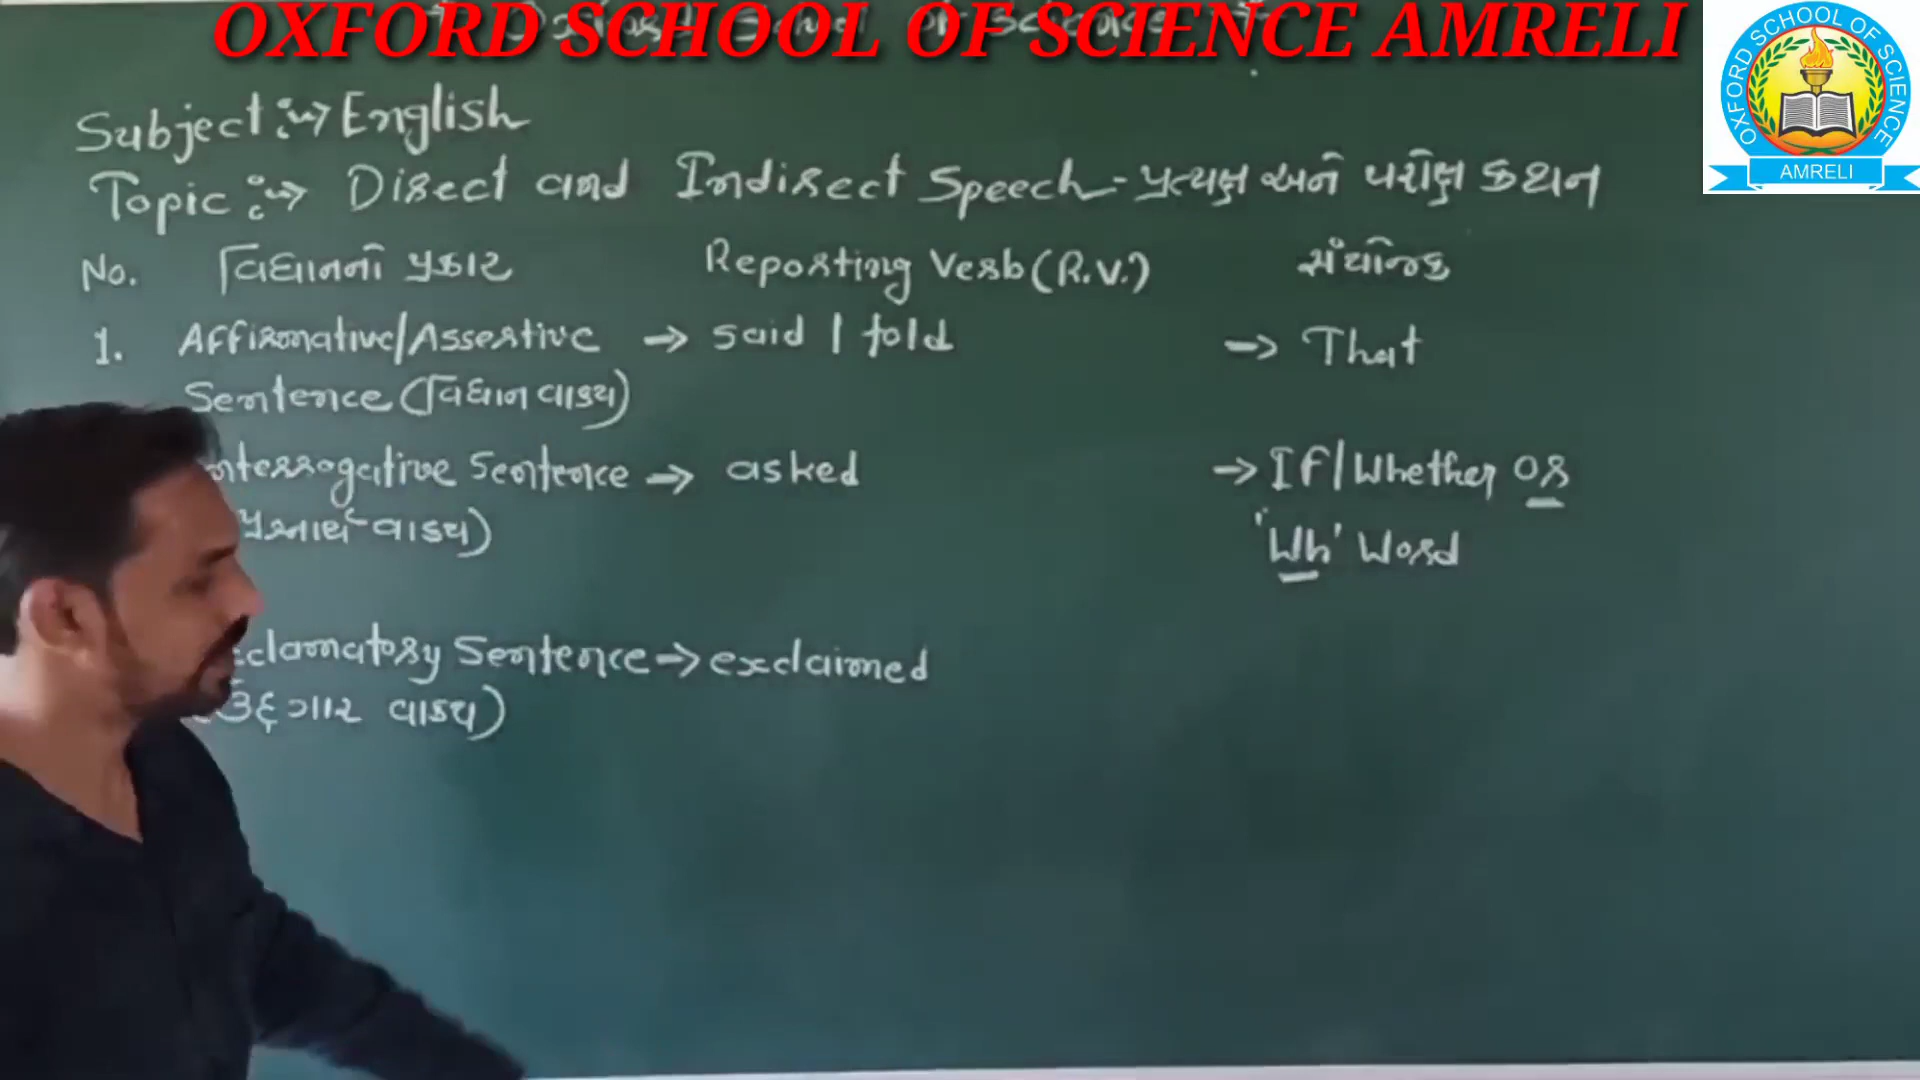 OXFORD SCHOOL OF SCIENCE AMRELI
OXFORD SCHOOL OF SCIENCE
AMRELI
Subject :→ English
Topic :→ Direct and Indirect Speech - પ્રત્યક્ષ અને પરોક્ષ કથન
No. વિધાનનો પ્રકાર Reporting Verb (R.V.) સંયોજક
1. Affirmative/Assertive → said / told → That
Sentence (વિધાન વાક્ય)
nterrogative Sentence → asked → If/Whether or
પ્રશ્નાર્થ વાક્ય) 'Wh' Word
clamatory Sentence → exclaimed
ઉદ્ગાર વાક્ય)